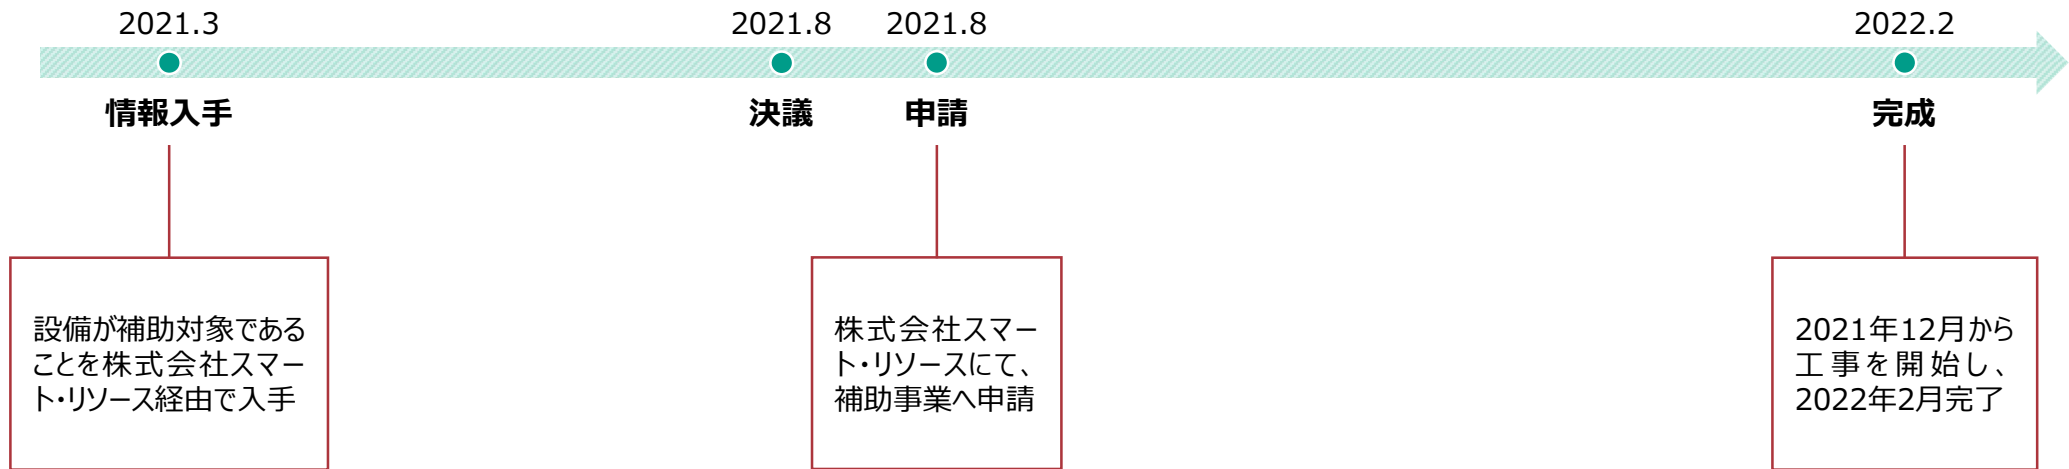 2021.3
2021.8
2021.8
2022.2
情報入手
決議
申請
完成
設備が補助対象である
ことを株式会社スマー
ト・リソース経由で入手
株式会社スマー
ト・リソースにて、
補助事業へ申請
2021年12月から
工事を開始し、
2022年2月完了